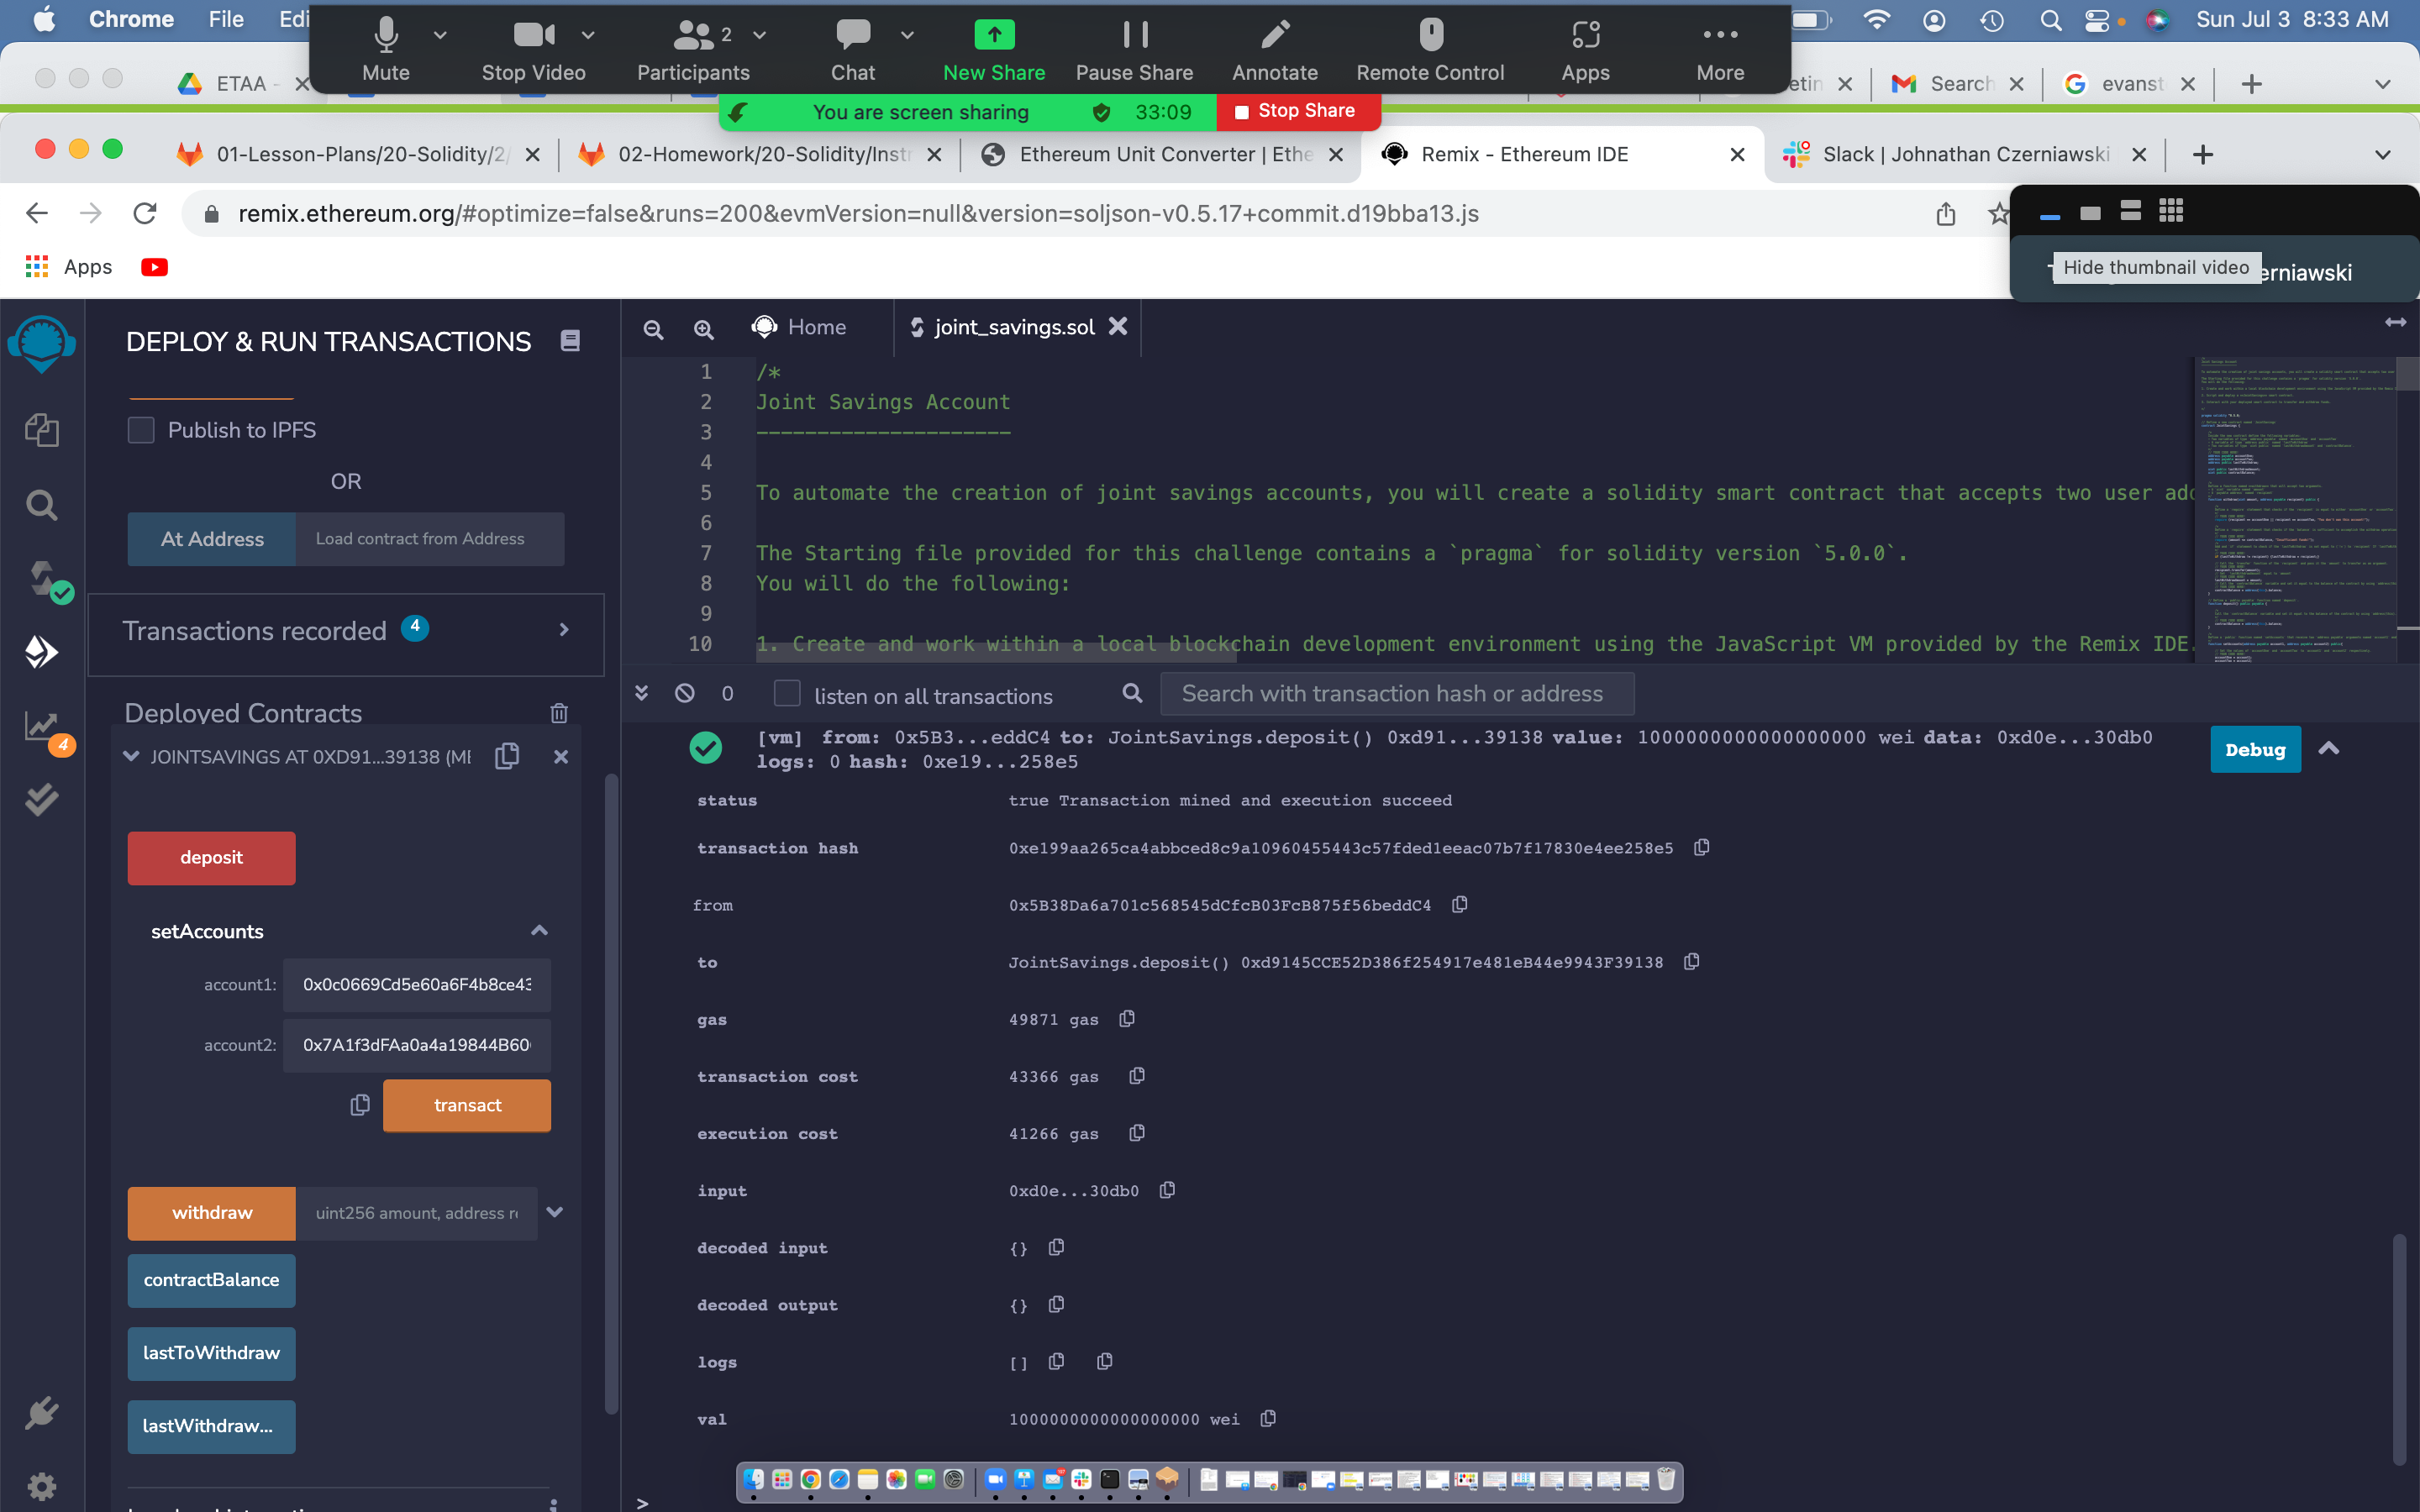 Chrome File Edi Sun Jul 3 8:33 AM
Mute Stop Video Participants 2 Chat New Share Pause Share Annotate Remote Control Apps More
ETAA - etin Search evanst
You are screen sharing 33:09 Stop Share
01-Lesson-Plans/20-Solidity/2/ 02-Homework/20-Solidity/Instr Ethereum Unit Converter | Ethe Remix - Ethereum IDE Slack | Johnathan Czerniawski
remix.ethereum.org/#optimize=false&runs=200&evmVersion=null&version=soljson-v0.5.17+commit.d19bba13.js
Apps
Hide thumbnail video erniawski
DEPLOY & RUN TRANSACTIONS
Publish to IPFS
OR
At Address Load contract from Address
Transactions recorded 4
Deployed Contracts
JOINTSAVINGS AT 0XD91...39138 (ME
4
deposit
setAccounts
account1: 0x0c0669Cd5e60a6F4b8ce43
account2: 0x7A1f3dFAa0a4a19844B60
transact
withdraw uint256 amount, address re
contractBalance
lastToWithdraw
lastWithdraw...
Home joint_savings.sol
1 /*
2 Joint Savings Account
3 ---------------------
4
5 To automate the creation of joint savings accounts, you will create a solidity smart contract that accepts two user add
6
7 The Starting file provided for this challenge contains a `pragma` for solidity version `5.0.0`.
8 You will do the following:
9
10 1. Create and work within a local blockchain development environment using the JavaScript VM provided by the Remix IDE.
0 listen on all transactions Search with transaction hash or address
[vm] from: 0x5B3...eddC4 to: JointSavings.deposit() 0xd91...39138 value: 1000000000000000000 wei data: 0xd0e...30db0
logs: 0 hash: 0xe19...258e5
Debug
status true Transaction mined and execution succeed
transaction hash 0xe199aa265ca4abbced8c9a10960455443c57fded1eeac07b7f17830e4ee258e5
from 0x5B38Da6a701c568545dCfcB03FcB875f56beddC4
to JointSavings.deposit() 0xd9145CCE52D386f254917e481eB44e9943F39138
gas 49871 gas
transaction cost 43366 gas
execution cost 41266 gas
input 0xd0e...30db0
decoded input {}
decoded output {}
logs []
val 1000000000000000000 wei
>